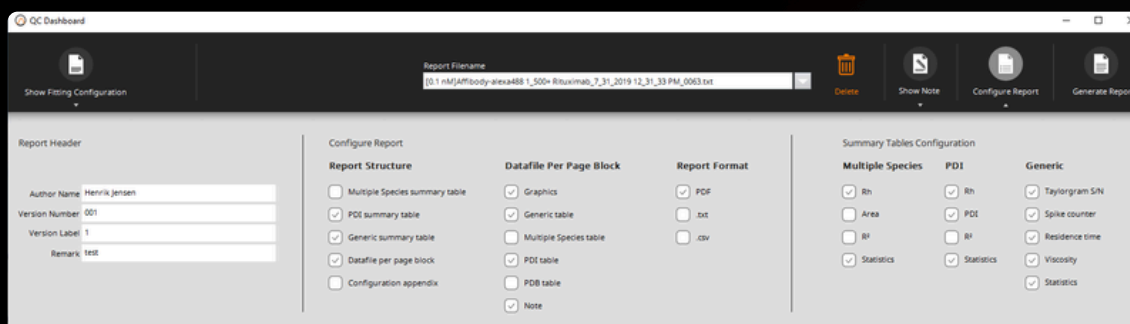 QC Dashboard
Show Fitting Configuration
Report Filename
[0.1 nM]Affibody-alexa488 1_500+ Rituximab_7_31_2019 12_31_33 PM_0063.txt
Delete
Show Note
Configure Report
Generate Repor
Report Header
Author Name Henrik Jensen
Version Number 001
Version Label 1
Remark test
Configure Report
Report Structure
Multiple Species summary table
PDI summary table
Generic summary table
Datafile per page block
Configuration appendix
Datafile Per Page Block
Graphics
Generic table
Multiple Species table
PDI table
PDB table
Note
Report Format
PDF
.txt
.csv
Summary Tables Configuration
Multiple Species
Rh
Area
R²
Statistics
PDI
Rh
PDI
R²
Statistics
Generic
Taylorgram S/N
Spike counter
Residence time
Viscosity
Statistics